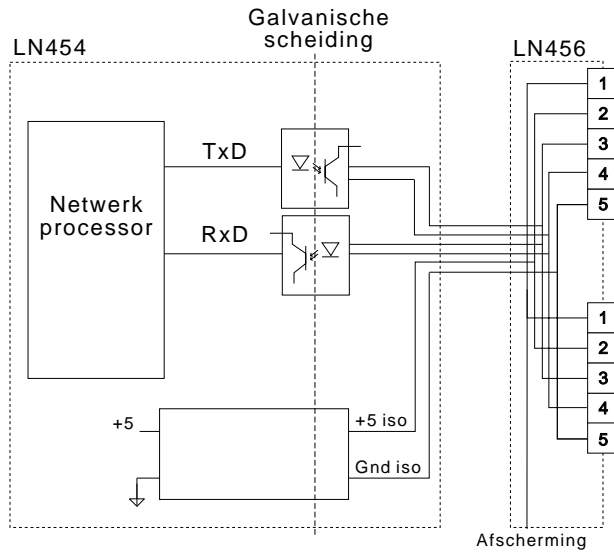 Galvanische
scheiding
LN454
LN456
TxD
RxD
Netwerk
processor
+5
+5 iso
Gnd iso
1
2
3
4
5
1
2
3
4
5
Afscherming